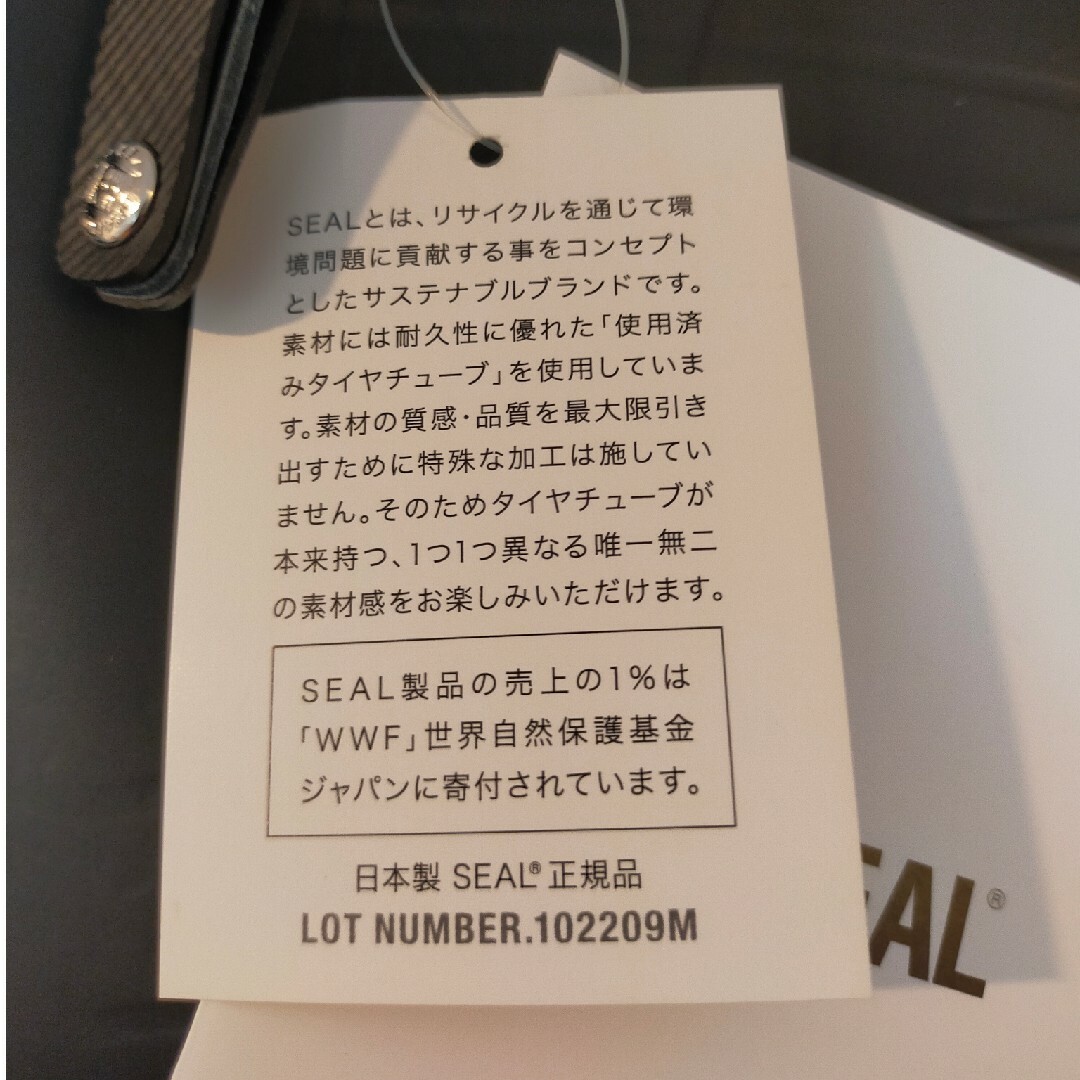 SEALとは、リサイクルを通じて環
境問題に貢献する事をコンセプト
としたサステナブルブランドです。
素材には耐久性に優れた「使用済
みタイヤチューブ」を使用していま
す。素材の質感・品質を最大限引き
出すために特殊な加工は施してい
ません。そのためタイヤチューブが
本来持つ、1つ1つ異なる唯一無二
の素材感をお楽しみいただけます。
SEAL製品の売上の1%は
「WWF」世界自然保護基金
ジャパンに寄付されています。
日本製 SEAL® 正規品
LOT NUMBER.102209M
EAL®